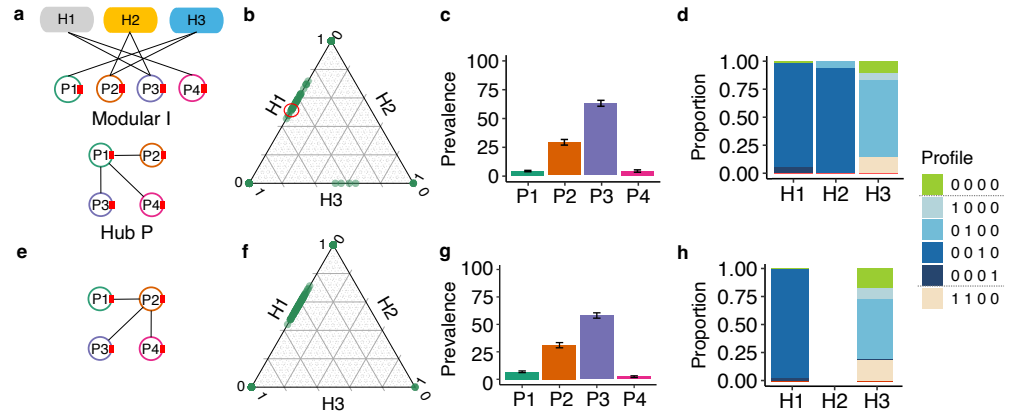 a
H1 H2 H3
P1 P2 P3 P4
Modular I
P1 P2
P3 P4
Hub P
b
1 0
H1 H2
0 1 1 0
H3
c
Prevalence
100
75
50
25
0
P1 P2 P3 P4
d
Proportion
1.00
0.75
0.50
0.25
0.00
H1 H2 H3
Profile
0 0 0 0
1 0 0 0
0 1 0 0
0 0 1 0
0 0 0 1
1 1 0 0
e
P1 P2
P3 P4
f
1 0
H1 H2
0 1 1 0
H3
g
Prevalence
100
75
50
25
0
P1 P2 P3 P4
h
Proportion
1.00
0.75
0.50
0.25
0.00
H1 H2 H3